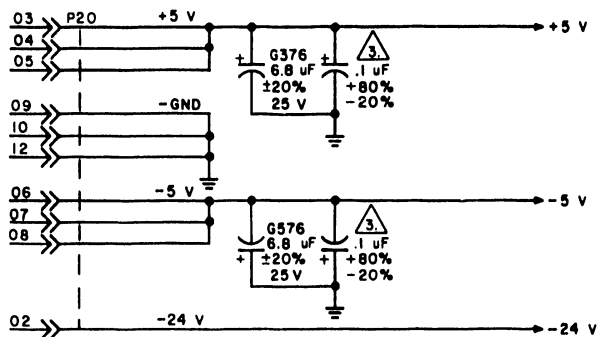 03 P20 +5 V +5 V
04
05
+ G376 + 3.
6.8 uF .1 uF
±20% +80%
25 V -20%
09 -GND
10
12
06 -5 V -5 V
07
08
G576 3.
6.8 uF .1 uF
+ ±20% + +80%
25V -20%
02 -24 V -24 V